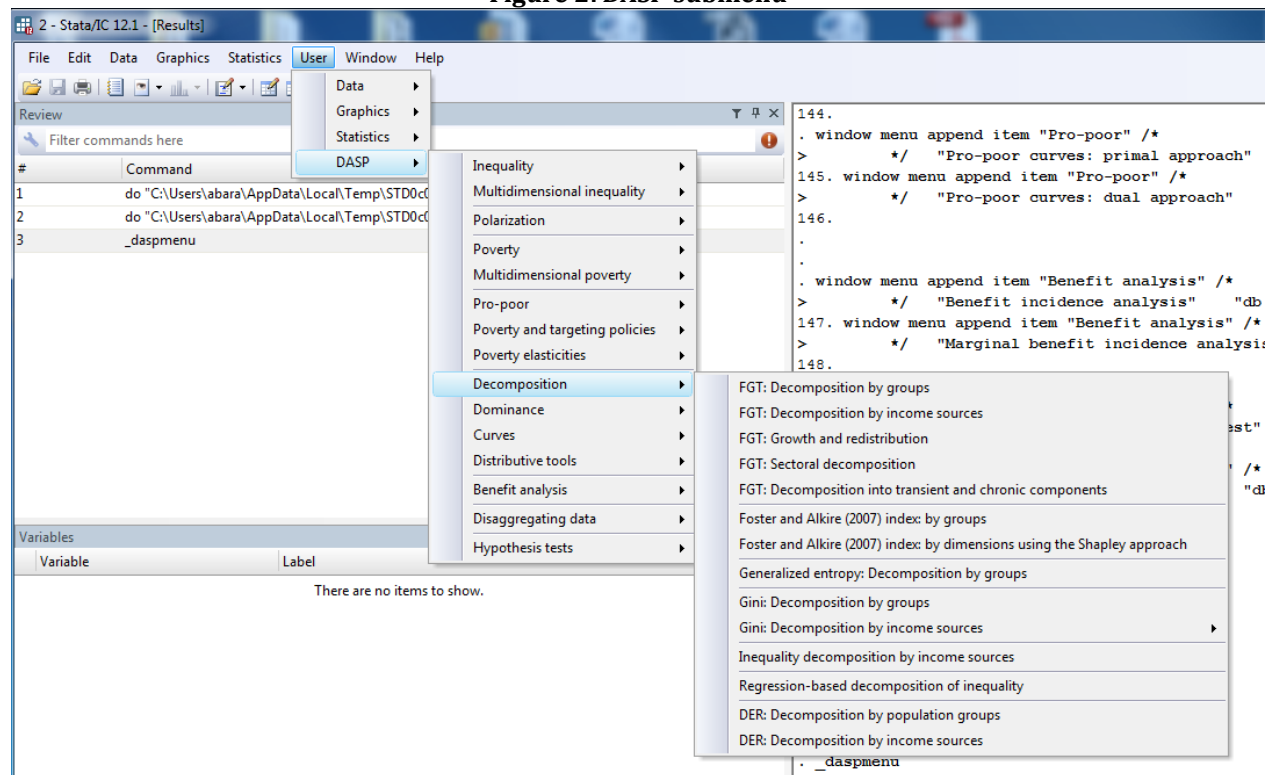 Figure 2: DASP submenu
2 - Stata/IC 12.1 - [Results]
File Edit Data Graphics Statistics User Window Help
Review
Filter commands here
# Command
1 do "C:\Users\abara\AppData\Local\Temp\STD0c0
2 do "C:\Users\abara\AppData\Local\Temp\STD0c0
3 _daspmenu
Variables
Variable Label
There are no items to show.
Data
Graphics
Statistics
DASP
Inequality
Multidimensional inequality
Polarization
Poverty
Multidimensional poverty
Pro-poor
Poverty and targeting policies
Poverty elasticities
Decomposition
Dominance
Curves
Distributive tools
Benefit analysis
Disaggregating data
Hypothesis tests
FGT: Decomposition by groups
FGT: Decomposition by income sources
FGT: Growth and redistribution
FGT: Sectoral decomposition
FGT: Decomposition into transient and chronic components
Foster and Alkire (2007) index: by groups
Foster and Alkire (2007) index: by dimensions using the Shapley approach
Generalized entropy: Decomposition by groups
Gini: Decomposition by groups
Gini: Decomposition by income sources
Inequality decomposition by income sources
Regression-based decomposition of inequality
DER: Decomposition by population groups
DER: Decomposition by income sources
144.
. window menu append item "Pro-poor" /*
> */ "Pro-poor curves: primal approach"
145. window menu append item "Pro-poor" /*
> */ "Pro-poor curves: dual approach"
146.
.
.
. window menu append item "Benefit analysis" /*
> */ "Benefit incidence analysis" "db
147. window menu append item "Benefit analysis" /*
> */ "Marginal benefit incidence analysis
148.
est"
' /*
"db
. _daspmenu